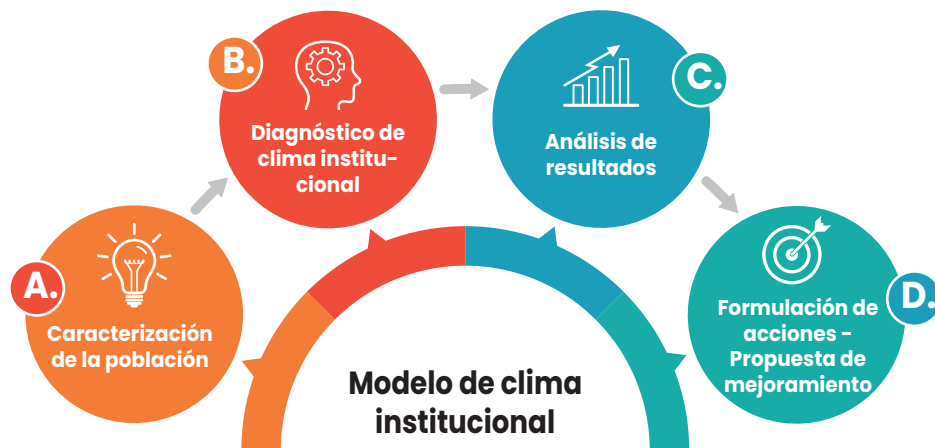 A.
Caracterización
de la población
B.
Diagnóstico de
clima institu-
cional
C.
Análisis de
resultados
D.
Formulación de
acciones -
Propuesta de
mejoramiento
Modelo de clima
institucional